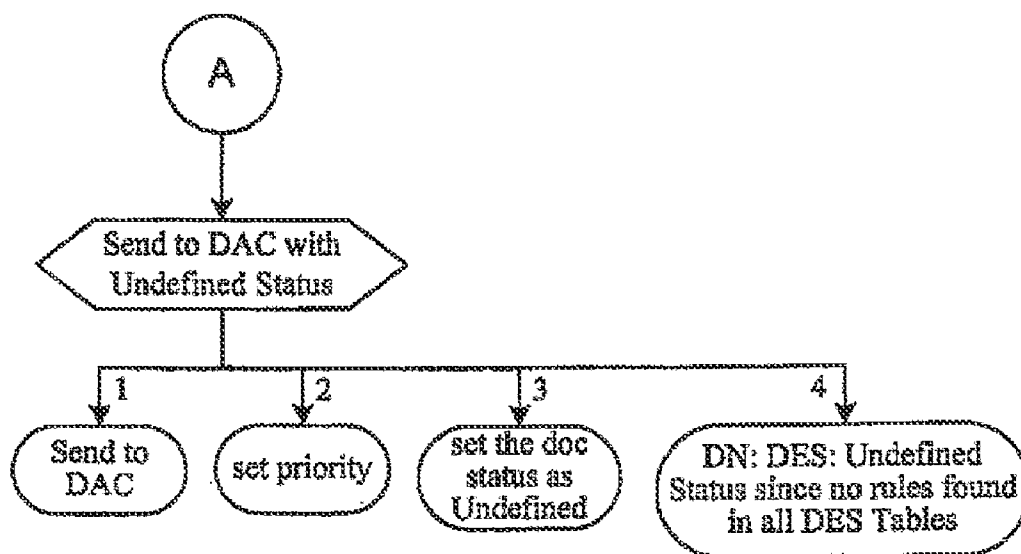 A
Send to DAC with
Undefined Status
1
2
3
4
Send to
DAC
set priority
set the doc
status as
Undefined
DN: DES: Undefined
Status since no rules found
in all DES Tables